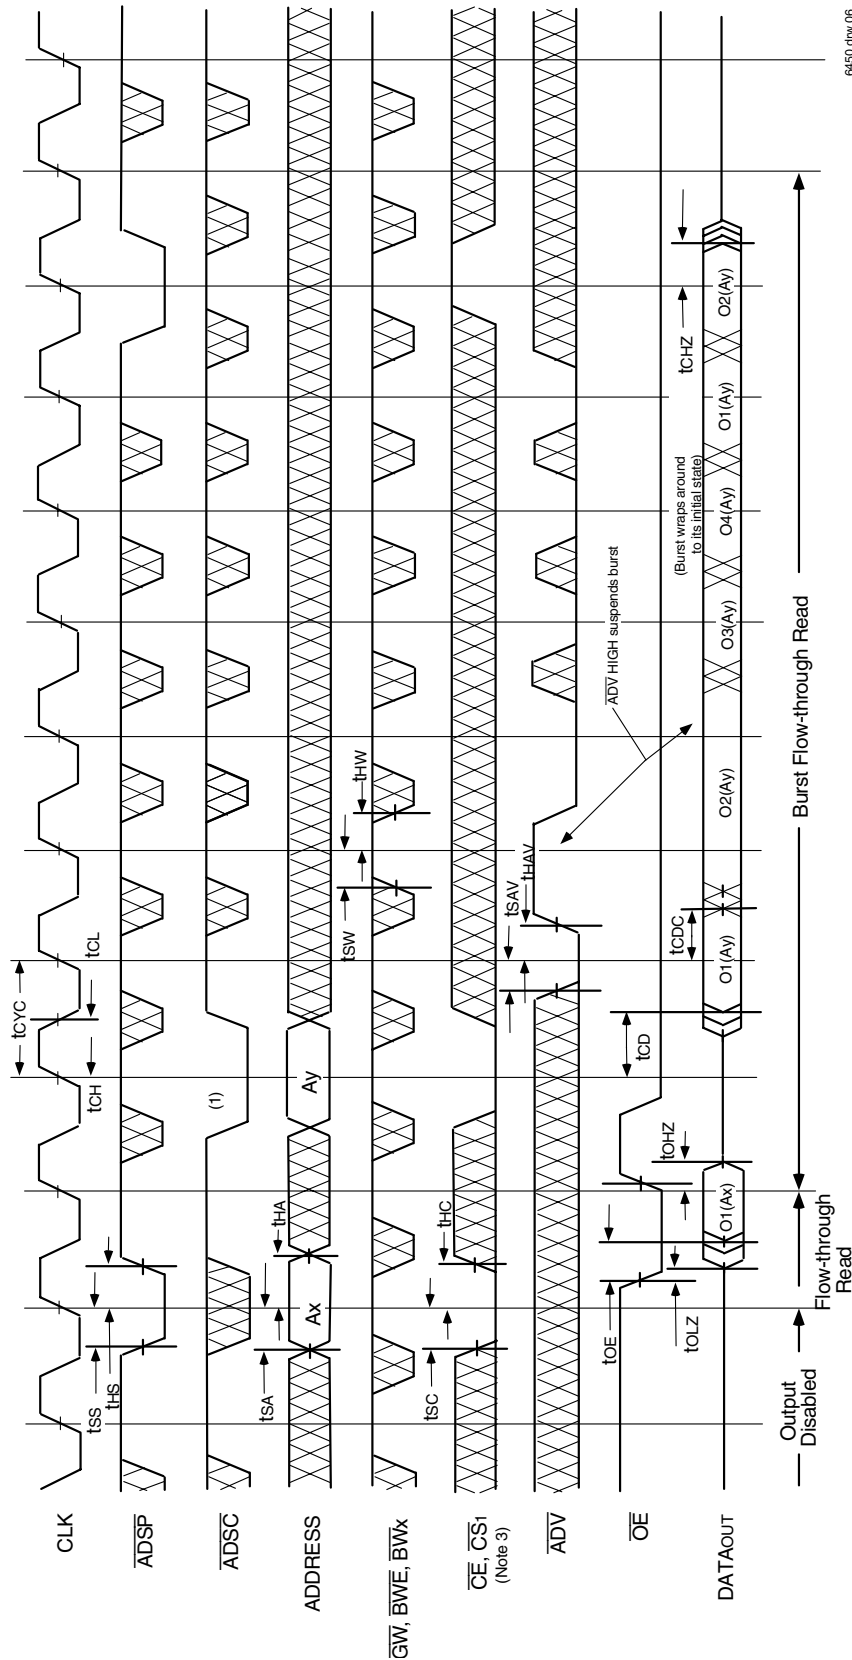 CLK
tCYC
tSS
tHS
tCH
tCL
ADSP
ADSC
(1)
ADDRESS
tSA
tHA
Ax
Ay
GW, BWE, BWx
tSW
tHW
CE, CS1
(Note 3)
tSC
tHC
ADV
tSAV
tHAV
ADV HIGH suspends burst
OE
tOE
tOHZ
tOLZ
tCD
tCDC
tCHZ
(Burst wraps around
to its initial state)
DATAOUT
O1(Ax)
O1(Ay)
O2(Ay)
O3(Ay)
O4(Ay)
O1(Ay)
O2(Ay)
Output
Disabled
Flow-through
Read
Burst Flow-through Read
6450 drw 06